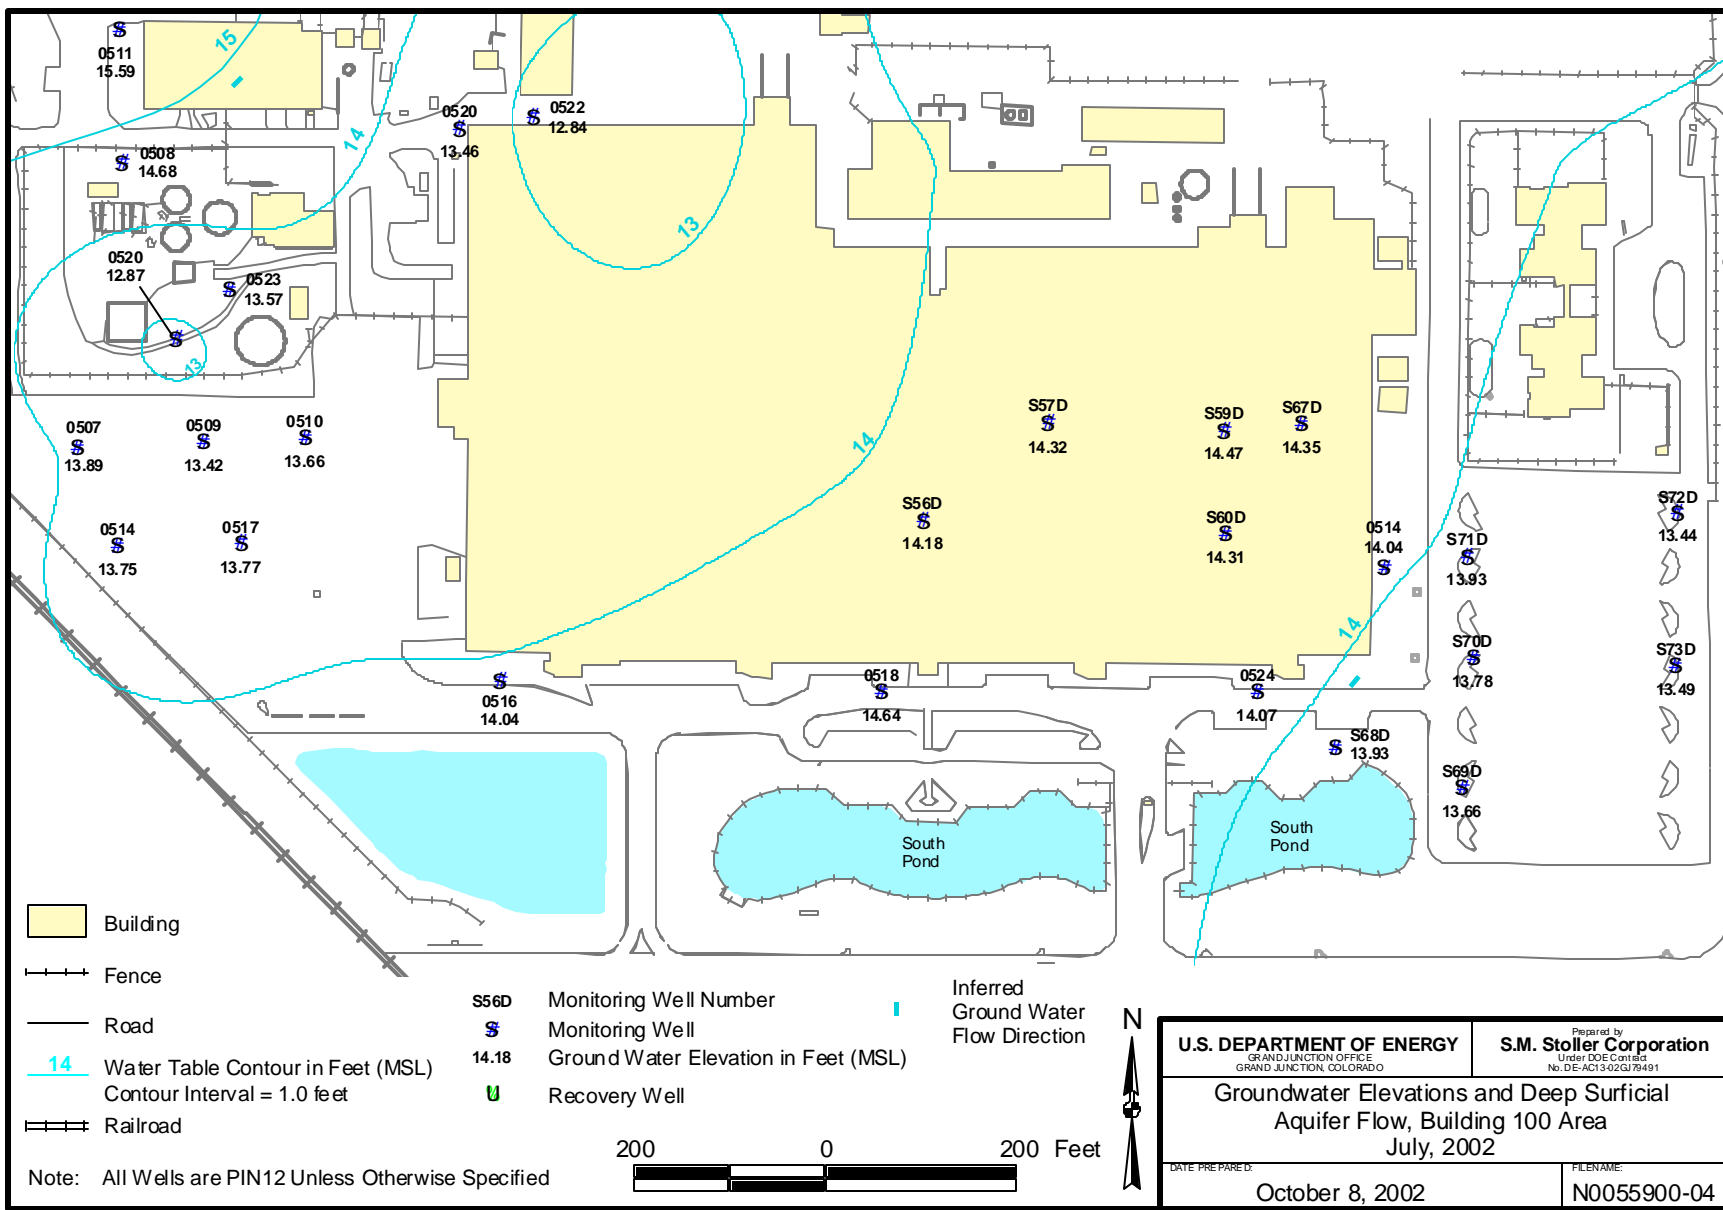 0511
15.59
15
0508
14.68
14
0520
13.46
0522
12.84
13
0520
12.87
0523
13.57
13
0507
13.89
0509
13.42
0510
13.66
0514
13.75
0517
13.77
14
S57D
14.32
S59D
14.47
S67D
14.35
S56D
14.18
S60D
14.31
0514
14.04
S71D
13.93
S72D
13.44
14
S70D
13.78
S73D
13.49
0516
14.04
0518
14.64
0524
14.07
S68D
13.93
S69D
13.66
South
Pond
South
Pond
Building
Fence
Road
14 Water Table Contour in Feet (MSL)
Contour Interval = 1.0 feet
Railroad
Note: All Wells are PIN12 Unless Otherwise Specified
S56D Monitoring Well Number
S Monitoring Well
14.18 Ground Water Elevation in Feet (MSL)
U Recovery Well
Inferred
Ground Water
Flow Direction
200 0 200 Feet
N
U.S. DEPARTMENT OF ENERGY
GRAND JUNCTION OFFICE
GRAND JUNCTION, COLORADO
Prepared by
S.M. Stoller Corporation
Under DOE Contract
No. DE-AC13-02GJ79491
Groundwater Elevations and Deep Surficial
Aquifer Flow, Building 100 Area
July, 2002
DATE PREPARED:
October 8, 2002
FILENAME:
N0055900-04